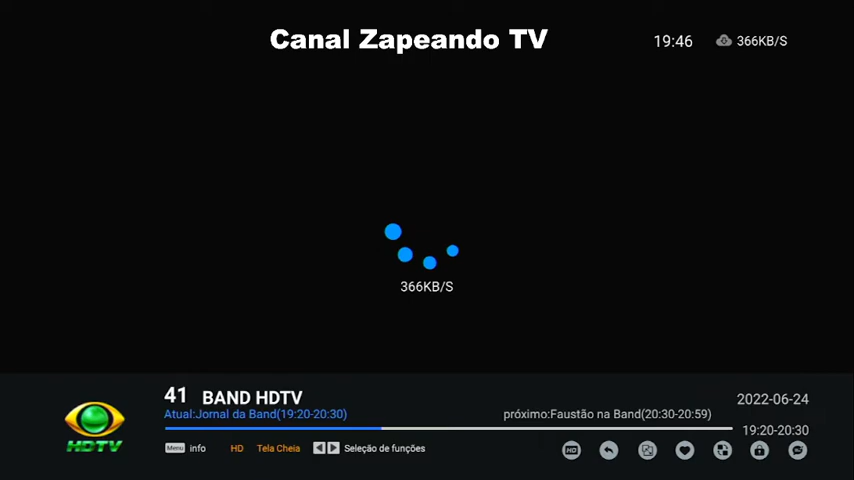 Canal Zapeando TV
19:46
366KB/S
366KB/S
41 BAND HDTV
2022-06-24
Atual:Jornal da Band(19:20-20:30)
próximo:Faustão na Band(20:30-20:59)
19:20-20:30
HDTV
Menu info HD Tela Cheia Seleção de funções
HD